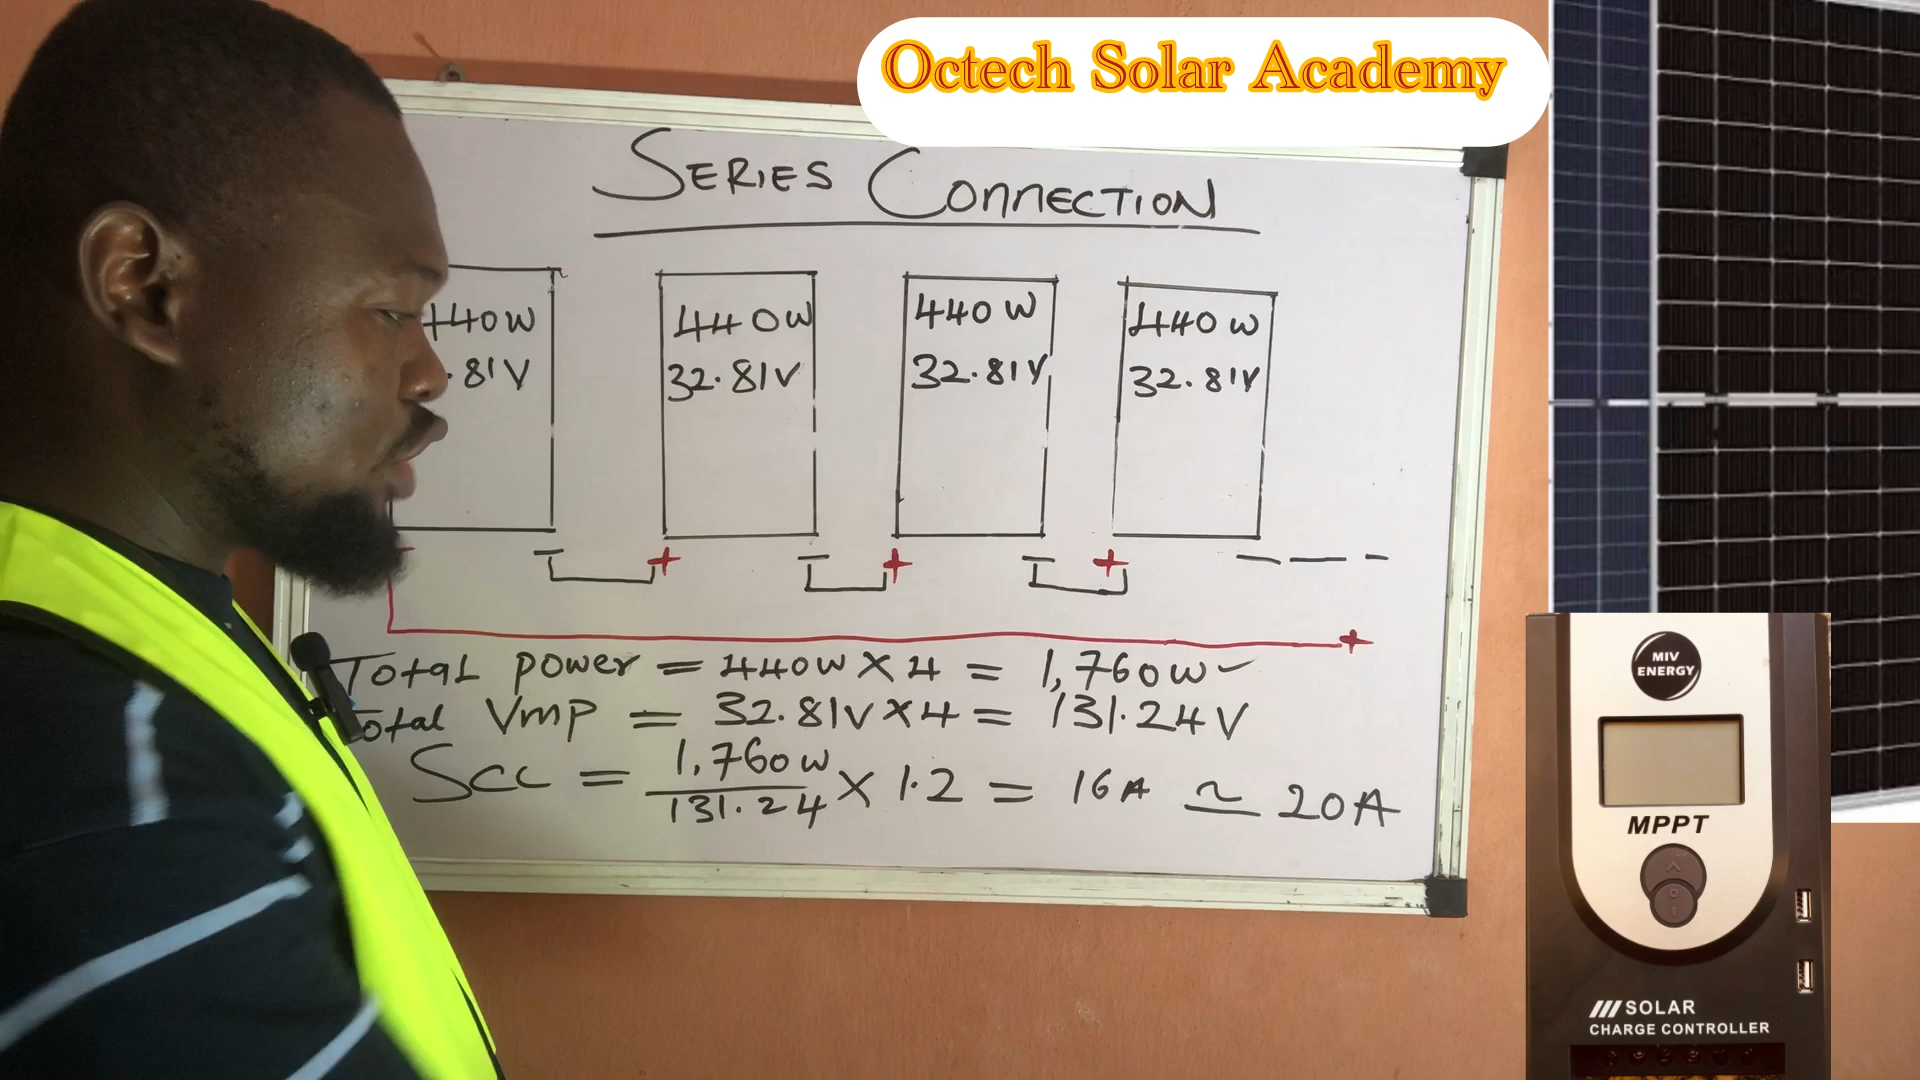 Octech Solar Academy
SERIES CONNECTION
440W 440W 440W 440W
.81V 32.81V 32.81V 32.81V
- + - + - + - - - -
+
Total power = 440W X 4 = 1,760W
Total Vmp = 32.81V X 4 = 131.24V
SCC = 1,760W / 131.24 X 1.2 = 16A ≃ 20A
MIV
ENERGY
MPPT
SOLAR
CHARGE CONTROLLER